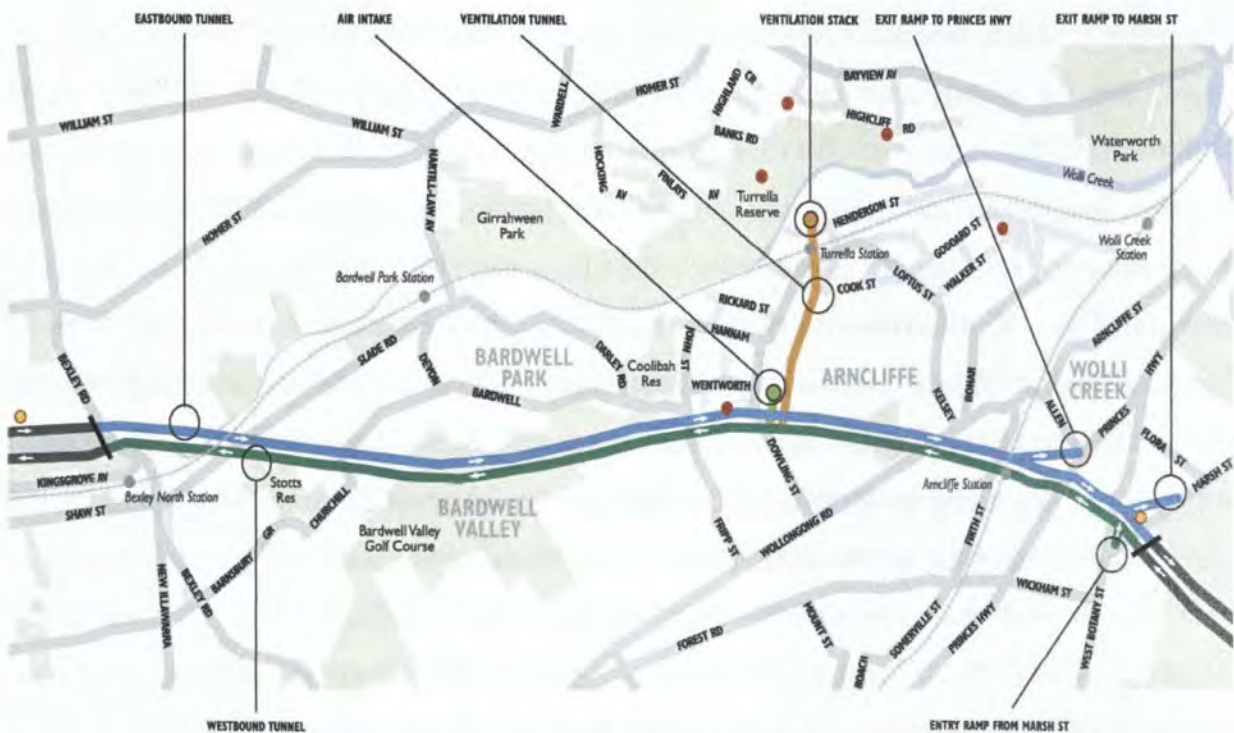 EASTBOUND TUNNEL
AIR INTAKE
VENTILATION TUNNEL
VENTILATION STACK
EXIT RAMP TO PRINCES HWY
EXIT RAMP TO MARSH ST
WILLIAM ST
WILLIAM ST
WARDELL
HOMER ST
HIGHLAND CR
BAYVIEW AV
HIGHCLIFF RD
BANKS RD
Waterworth
Park
HARTILL-LAW AV
HOCKING AV
FINLAYS AV
Turrella
Reserve
Wolli Creek
HOMER ST
Girrahween
Park
HENDERSON ST
GODDARD ST
Wolli Creek
Station
Turrella Station
Bardwell Park Station
COOK ST
LOFTUS ST
WALKER ST
RICKARD ST
HANNAM
ARNCLIFFE ST
BEXLEY RD
SLADE RD
DEVON
BARDWELL
PARK
DARLEY RD
Coolibah
Res
JOHN ST
WENTWORTH
ARNCLIFFE
WOLLI
CREEK
HWY
BARDWELL
KELSEY
BONAR
ALLEN
PRINCES
FLORA ST
MARSH ST
KINGSGROVE AV
Bexley North Station
Stotts
Res
DOWLING ST
Arncliffe Station
SHAW ST
CHURCHILL
BARDWELL
VALLEY
Bardwell Valley
Golf Course
BARNSBURY GR
FRIPP ST
WOLLONGONG RD
FIRTH ST
NEW ILLAWARRA
BEXLEY RD
WICKHAM ST
FOREST RD
MOUNT ST
ROACH
SOMERVILLE ST
PRINCES HWY
WEST BOTANY ST
WESTBOUND TUNNEL
ENTRY RAMP FROM MARSH ST